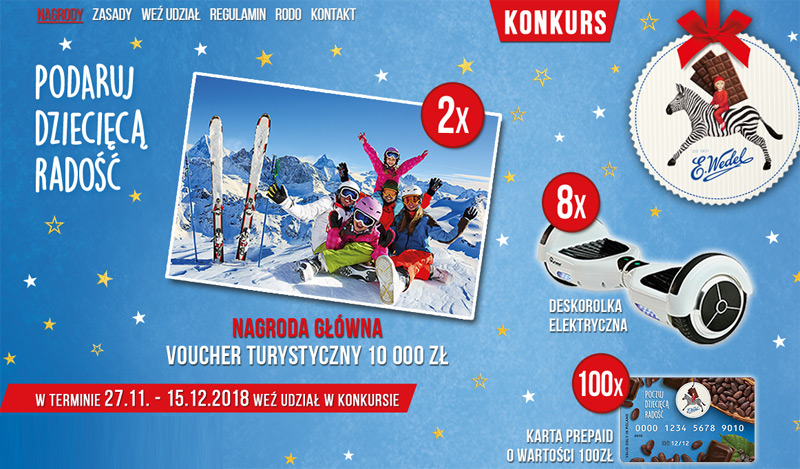 NAGRODY ZASADY WEŹ UDZIAŁ REGULAMIN RODO KONTAKT
KONKURS
PODARUJ
DZIECIĘCĄ
RADOŚĆ
2X
E.Wedel
8X
DESKOROLKA
ELEKTRYCZNA
NAGRODA GŁÓWNA
VOUCHER TURYSTYCZNY 10 000 ZŁ
W TERMINIE 27.11. - 15.12.2018 WEŹ UDZIAŁ W KONKURSIE
100X
KARTA PREPAID
O WARTOŚCI 100ZŁ
POCZUJ
DZIECIĘCĄ
RADOŚĆ
E.Wedel
0000 1234 5678 9010
12/12